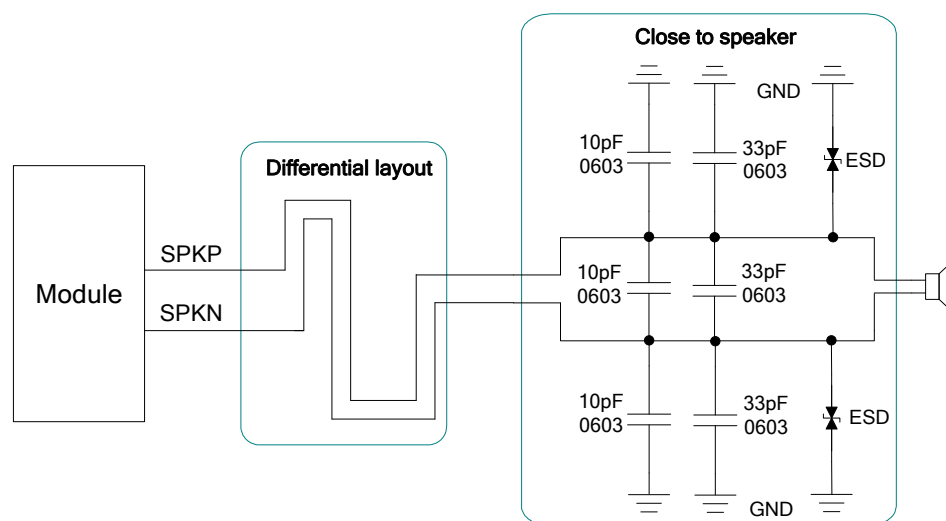 Close to speaker
GND
10pF
0603
33pF
0603
ESD
Differential layout
SPKP
Module
SPKN
10pF
0603
33pF
0603
10pF
0603
33pF
0603
ESD
GND